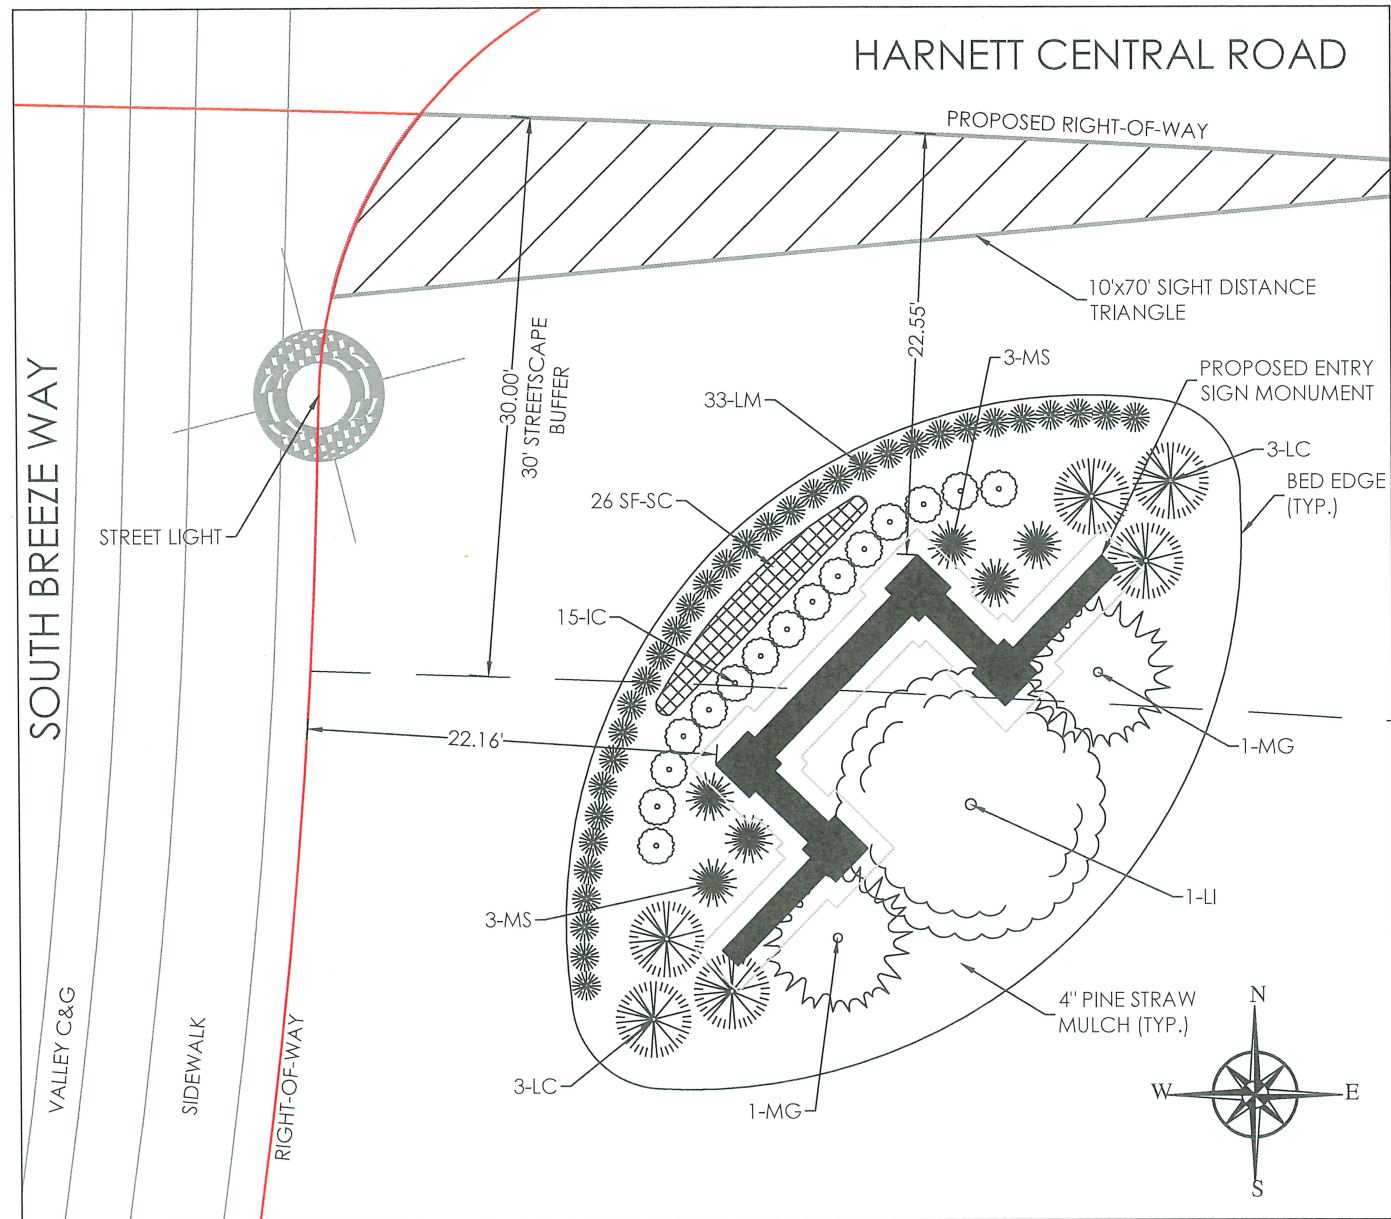 HARNETT CENTRAL ROAD
PROPOSED RIGHT-OF-WAY
10'x70' SIGHT DISTANCE
TRIANGLE
22.55'
30.00'
30' STREETSCAPE
BUFFER
3-MS
PROPOSED ENTRY
SIGN MONUMENT
33-LM
3-LC
BED EDGE
(TYP.)
26 SF-SC
STREET LIGHT
SOUTH BREEZE WAY
15-IC
22.16'
1-MG
1-LI
3-MS
4" PINE STRAW
MULCH (TYP.)
3-LC
1-MG
VALLEY C&G
SIDEWALK
RIGHT-OF-WAY
N
W
E
S